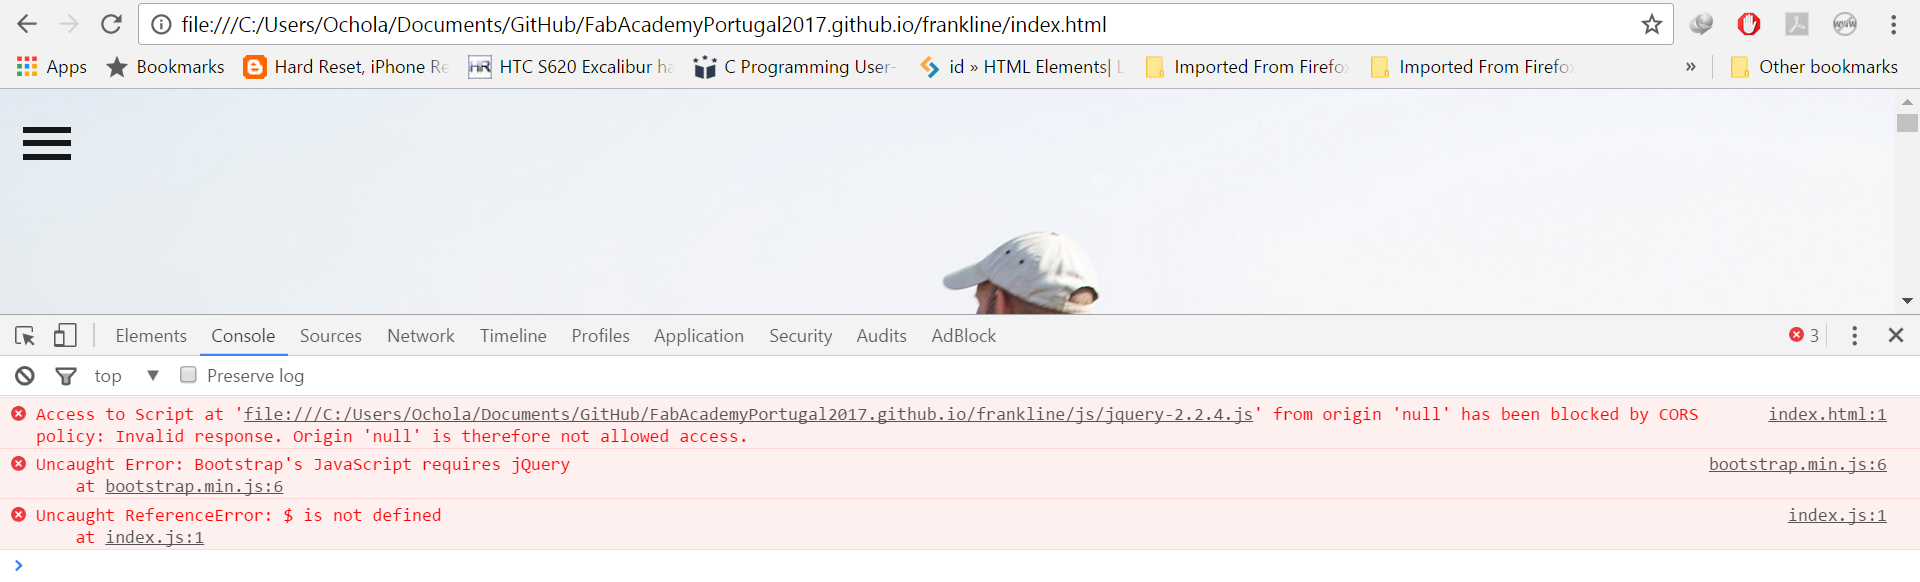 file:///C:/Users/Ochola/Documents/GitHub/FabAcademyPortugal2017.github.io/frankline/index.html
Apps Bookmarks Hard Reset, iPhone Re HTC S620 Excalibur ha C Programming User- id » HTML Elements| Imported From Firefo Imported From Firefo » Other bookmarks
Elements Console Sources Network Timeline Profiles Application Security Audits AdBlock 3
top Preserve log
Access to Script at 'file:///C:/Users/Ochola/Documents/GitHub/FabAcademyPortugal2017.github.io/frankline/js/jquery-2.2.4.js' from origin 'null' has been blocked by CORS index.html:1
policy: Invalid response. Origin 'null' is therefore not allowed access.
Uncaught Error: Bootstrap's JavaScript requires jQuery bootstrap.min.js:6
at bootstrap.min.js:6
Uncaught ReferenceError: $ is not defined index.js:1
at index.js:1